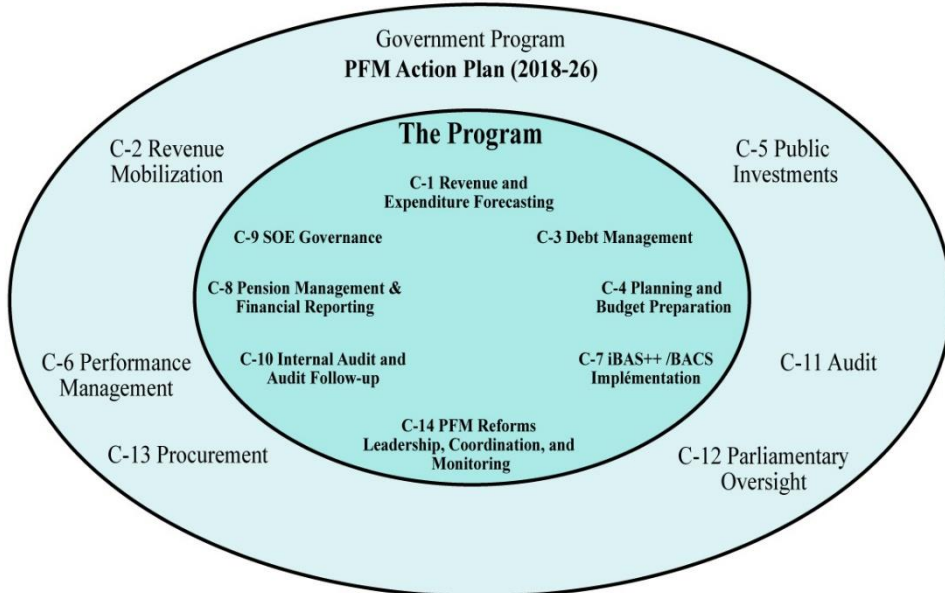 Government Program
PFM Action Plan (2018-26)
C-2 Revenue
Mobilization
C-5 Public
Investments
The Program
C-1 Revenue and
Expenditure Forecasting
C-9 SOE Governance
C-3 Debt Management
C-8 Pension Management &
Financial Reporting
C-4 Planning and
Budget Preparation
C-6 Performance
Management
C-10 Internal Audit and
Audit Follow-up
C-7 iBAS++ /BACS
Implémentation
C-11 Audit
C-14 PFM Reforms
Leadership, Coordination, and
Monitoring
C-13 Procurement
C-12 Parliamentary
Oversight